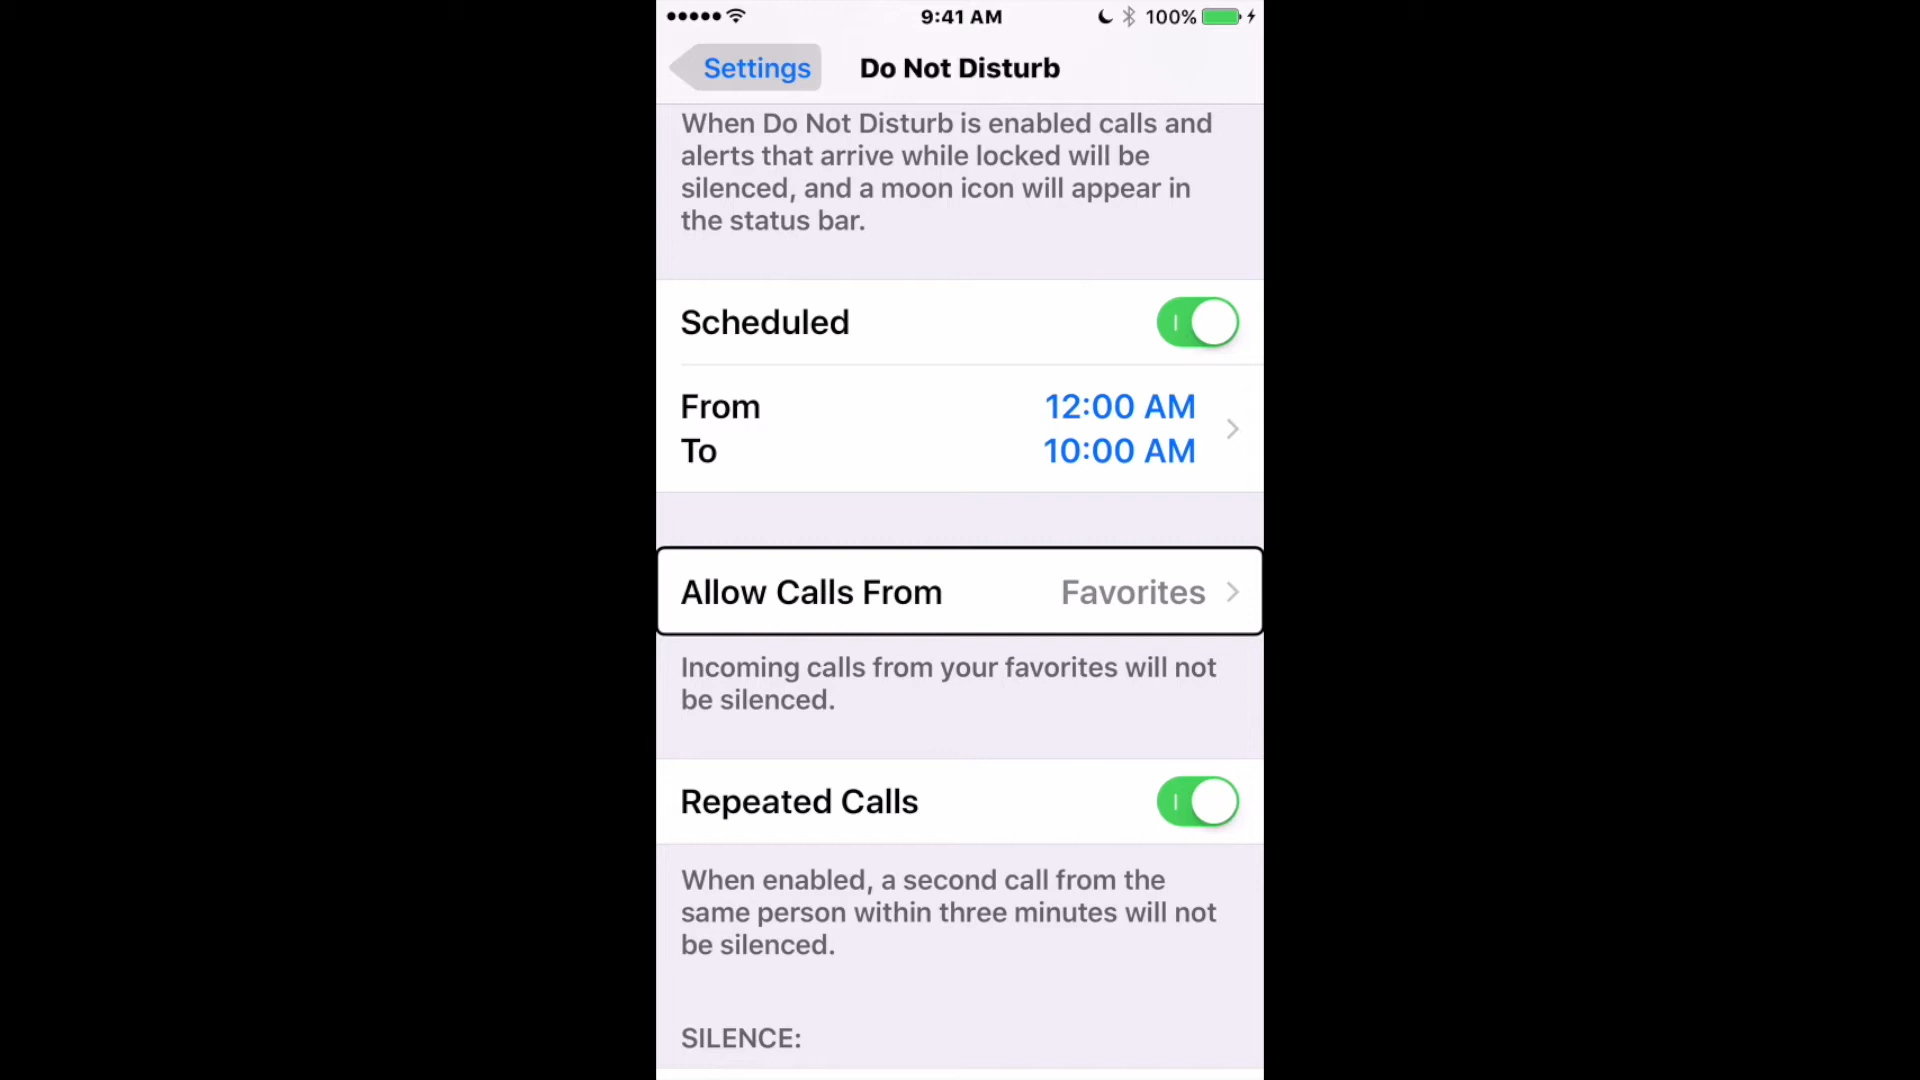 9:41 AM
100%
Settings
Do Not Disturb
When Do Not Disturb is enabled calls and
alerts that arrive while locked will be
silenced, and a moon icon will appear in
the status bar.
Scheduled
From 12:00 AM
To 10:00 AM
Allow Calls From Favorites
Incoming calls from your favorites will not
be silenced.
Repeated Calls
When enabled, a second call from the
same person within three minutes will not
be silenced.
SILENCE: